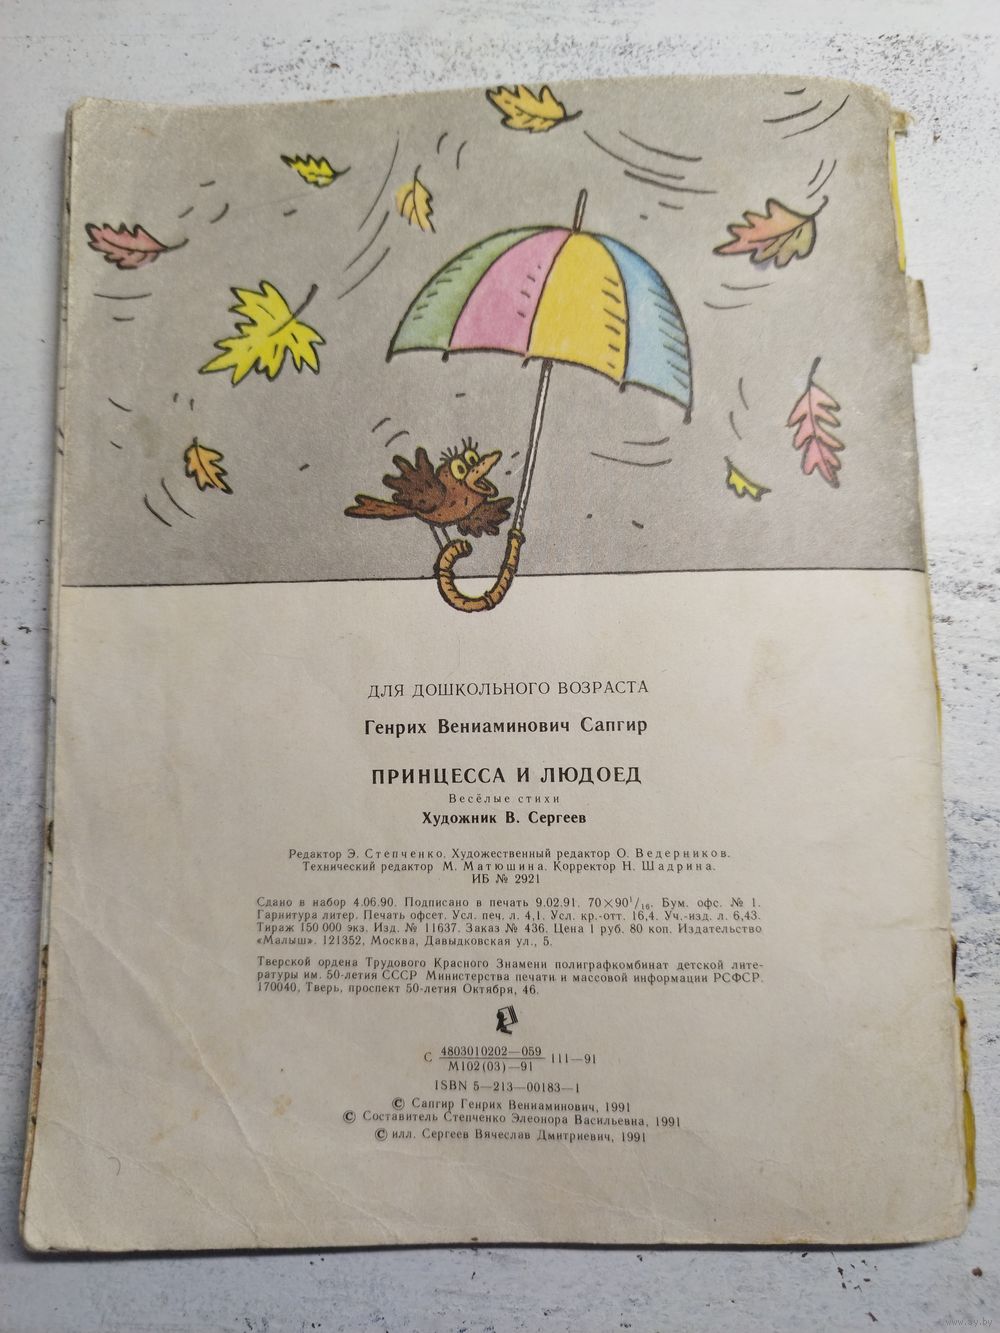 ДЛЯ ДОШКОЛЬНОГО ВОЗРАСТА
Генрих Вениаминович Сапгир
ПРИНЦЕССА И ЛЮДОЕД
Весёлые стихи
Художник В. Сергеев
Редактор Э. Степченко. Художественный редактор О. Ведерников.
Технический редактор М. Матюшина. Корректор Н. Шадрина.
ИБ № 2921
Сдано в набор 4.06.90. Подписано в печать 9.02.91. 70×90¹/₁₆. Бум. офс. № 1.
Гарнитура литер. Печать офсет. Усл. печ. л. 4,1. Усл. кр.-отт. 16,4. Уч.-изд. л. 6,43.
Тираж 150 000 экз. Изд. № 11637. Заказ № 436. Цена 1 руб. 80 коп. Издательство
«Малыш». 121352, Москва, Давыдковская ул., 5.
Тверской ордена Трудового Красного Знамени полиграфкомбинат детской лите-
ратуры им. 50-летия СССР Министерства печати и массовой информации РСФСР.
170040, Тверь, проспект 50-летия Октября, 46.
С 4803010202—059 111—91
М102(03)—91
ISBN 5—213—00183—1
© Сапгир Генрих Вениаминович, 1991
© Составитель Степченко Элеонора Васильевна, 1991
© илл. Сергеев Вячеслав Дмитриевич, 1991
www.ay.by